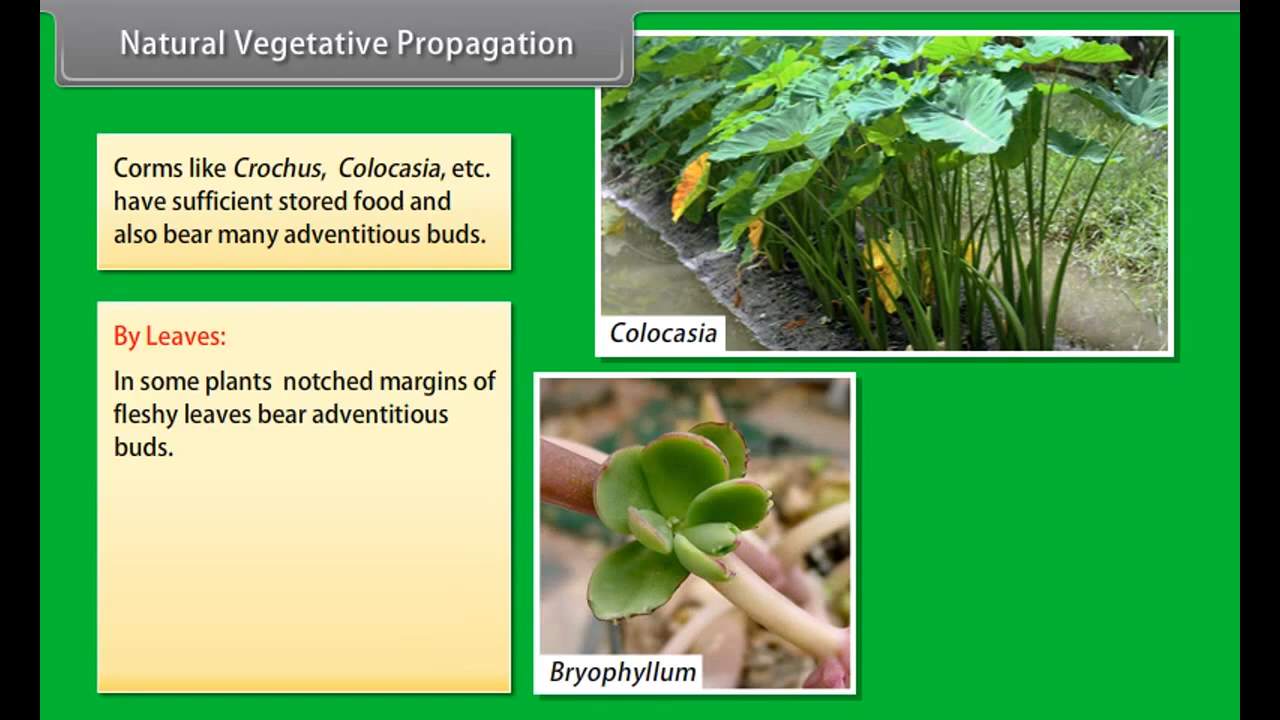 Natural Vegetative Propagation
Corms like Crochus, Colocasia, etc.
have sufficient stored food and
also bear many adventitious buds.
Colocasia
By Leaves:
In some plants notched margins of
fleshy leaves bear adventitious
buds.
Bryophyllum